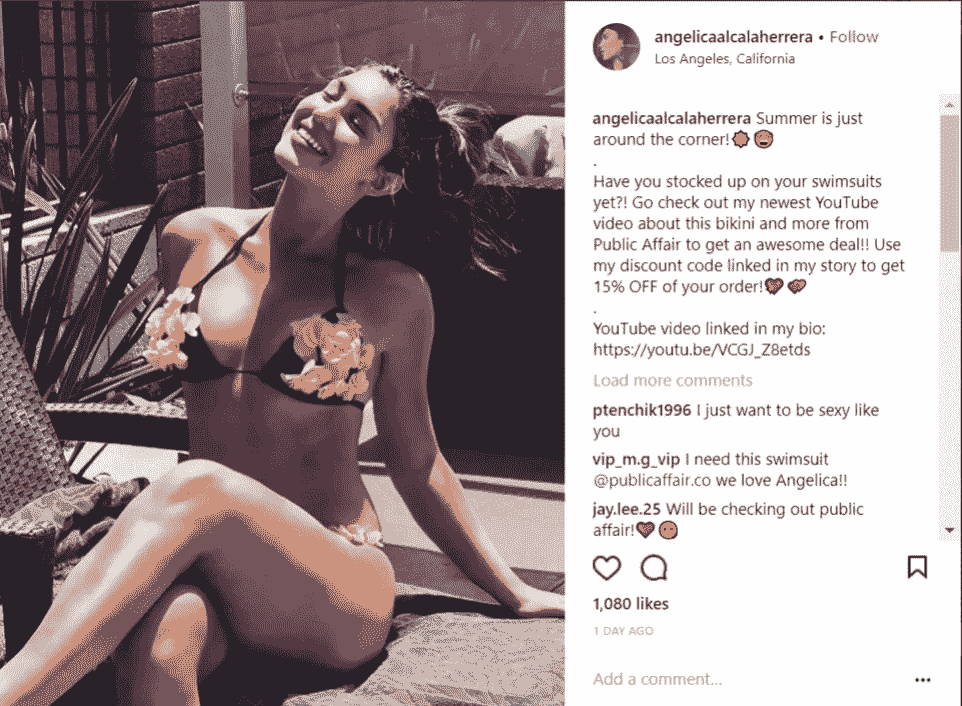 angelicaalcalaherrera • Follow
Los Angeles, California
angelicaalcalaherrera Summer is just
around the corner!
.
Have you stocked up on your swimsuits
yet?! Go check out my newest YouTube
video about this bikini and more from
Public Affair to get an awesome deal!! Use
my discount code linked in my story to get
15% OFF of your order!
.
YouTube video linked in my bio:
https://youtu.be/VCGJ_Z8etds
Load more comments
ptenchik1996 I just want to be sexy like
you
vip_m.g_vip I need this swimsuit
@publicaffair.co we love Angelica!!
jay.lee.25 Will be checking out public
affair!
1,080 likes
1 DAY AGO
Add a comment...